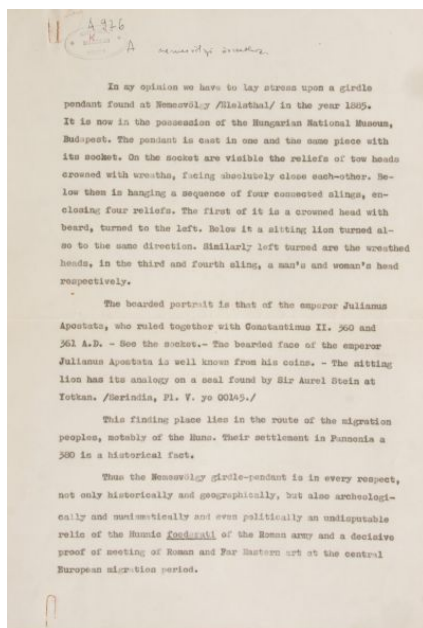 A 976
A
In my opinion we have to lay stress upon a girdle
pendant found at Nemesvölgy /Sleisthal/ in the year 1885.
It is now in the possession of the Hungarian National Museum,
Budapest. The pendant is cast in one and the same piece with
its socket. On the socket are visible the reliefs of tow heads
crowned with wreaths, facing absolutely close each-other. Be-
low them is hanging a sequence of four connected slings, en-
closing four reliefs. The first of it is a crowned head with
beard, turned to the left. Below it a sitting lion turned al-
so to the same direction. Similarly left turned are the wreathed
heads, in the third and fourth sling, a man's and woman's head
respectively.
The bearded portrait is that of the emperor Julianus
Apostata, who ruled together with Constantinus II. 360 and
361 A.D. - See the socket.- The bearded face of the emperor
Julianus Apostata is well known from his coins. - The sitting
lion has its analogy on a seal found by Sir Aurel Stein at
Yotkan. /Serindia, Pl. V. yo 00145./
This finding place lies in the route of the migration
peoples, notably of the Huns. Their settlement in Pannonia a
380 is a historical fact.
Thus the Nemesvölgy girdle-pendant is in every respect,
not only historically and geographically, but also archeologi-
cally and numismatically and even politically an undisputable
relic of the Hunnic foederati of the Roman army and a decisive
proof of meeting of Roman and Far Eastern art at the central
European migration period.